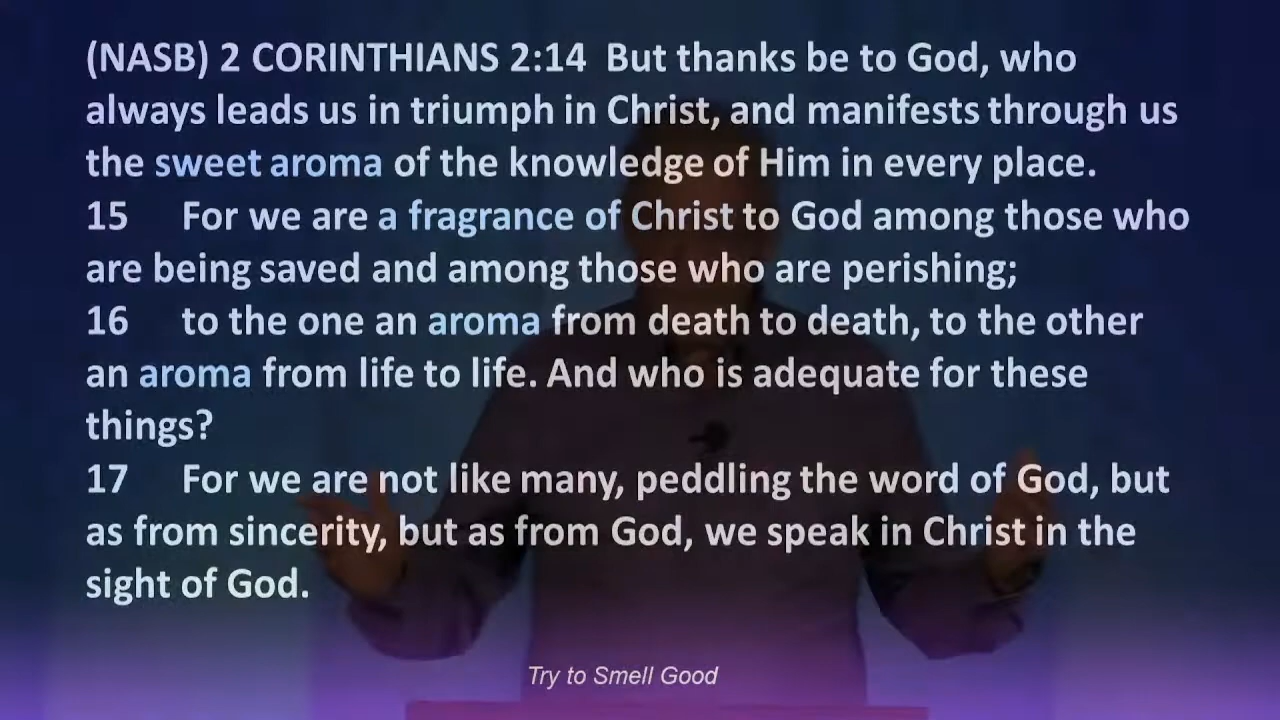 (NASB) 2 CORINTHIANS 2:14 But thanks be to God, who
always leads us in triumph in Christ, and manifests through us
the sweet aroma of the knowledge of Him in every place.
15 For we are a fragrance of Christ to God among those who
are being saved and among those who are perishing;
16 to the one an aroma from death to death, to the other
an aroma from life to life. And who is adequate for these
things?
17 For we are not like many, peddling the word of God, but
as from sincerity, but as from God, we speak in Christ in the
sight of God.
Try to Smell Good